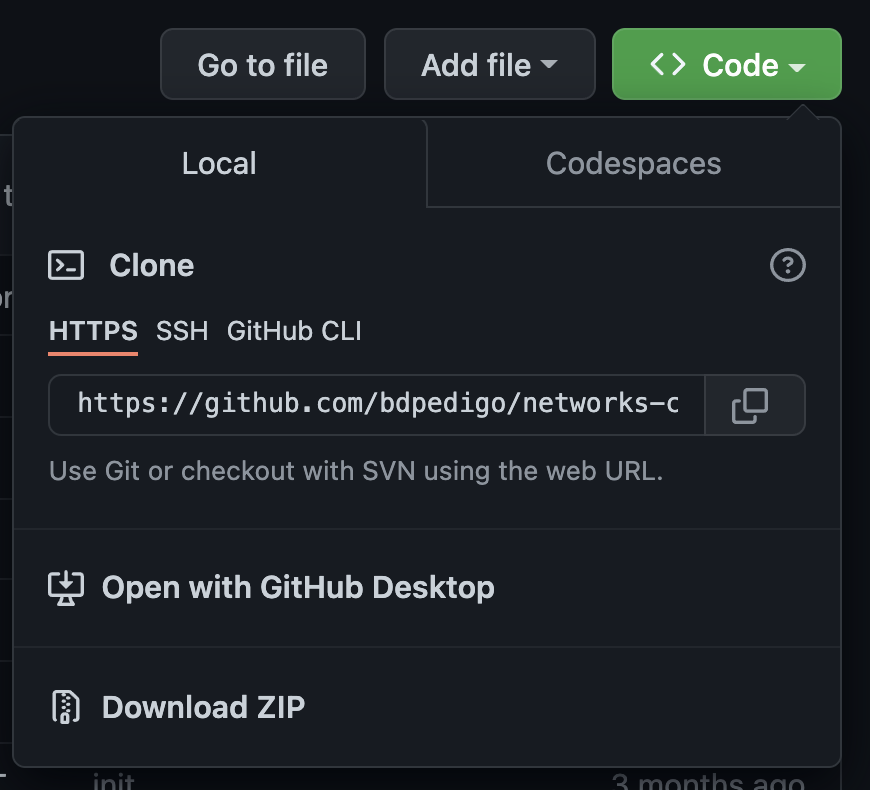 Go to file
Add file
Code
Local
Codespaces
Clone
HTTPS SSH GitHub CLI
https://github.com/bdpedigo/networks-c
Use Git or checkout with SVN using the web URL.
Open with GitHub Desktop
Download ZIP
init
3 months ago